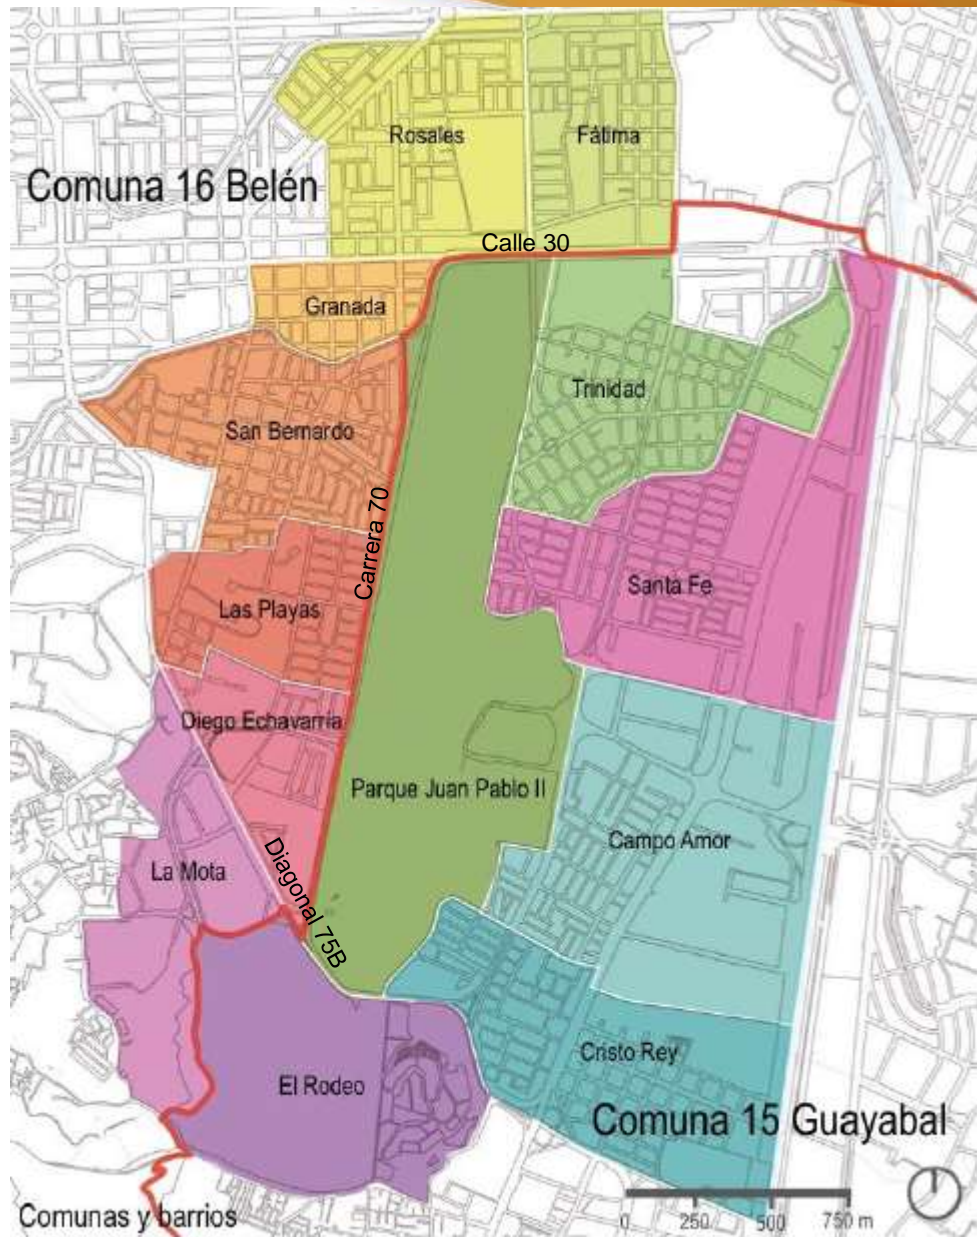 Rosales
Fátima
Comuna 16 Belén
Calle 30
Granada
Trinidad
San Bernardo
Carrera 70
Santa Fe
Las Playas
Diego Echavarría
Parque Juan Pablo II
Campo Amor
La Mota
Diagonal 75B
Cristo Rey
El Rodeo
Comuna 15 Guayabal
Comunas y barrios
0 250 500 750 m